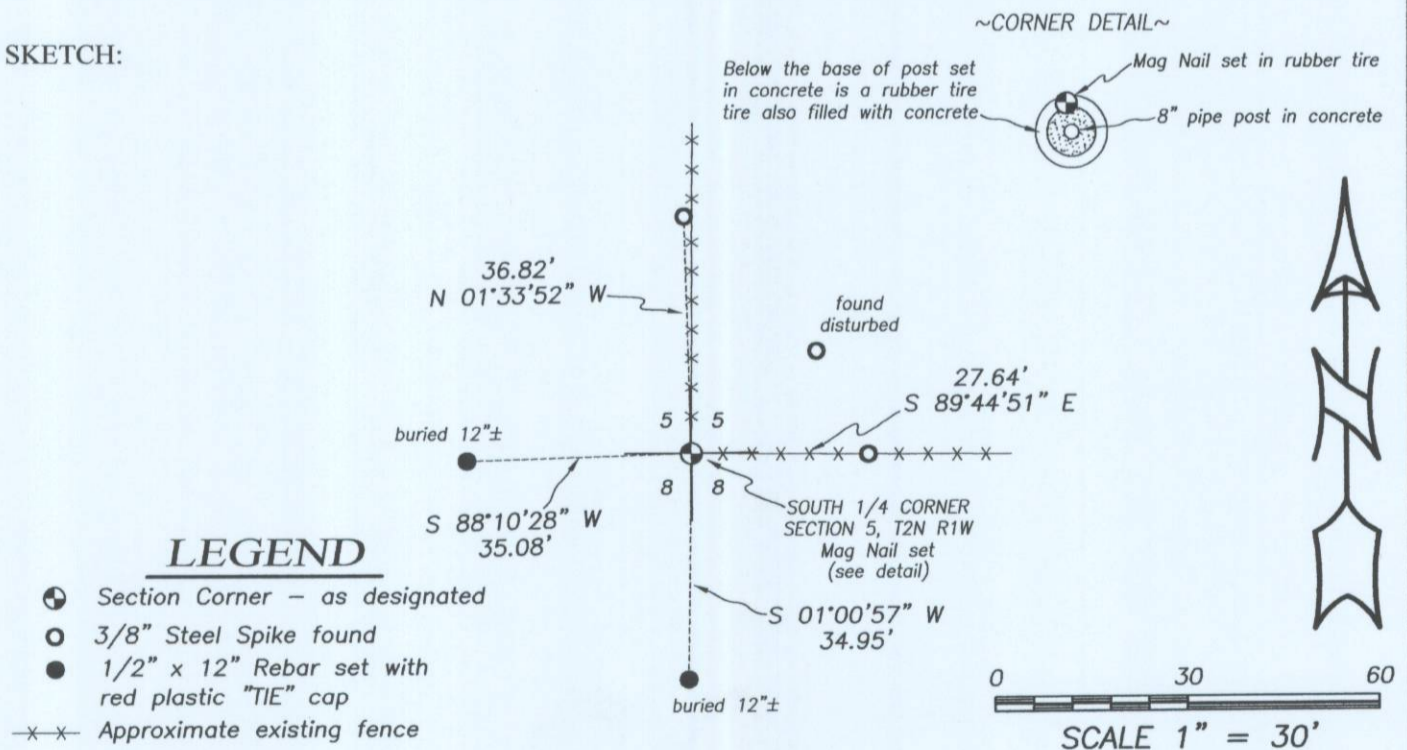 SKETCH:
~CORNER DETAIL~
Below the base of post set
in concrete is a rubber tire
tire also filled with concrete
Mag Nail set in rubber tire
8" pipe post in concrete
36.82'
N 01°33'52" W
found
disturbed
27.64'
S 89°44'51" E
buried 12"±
5 5
8 8
S 88°10'28" W
35.08'
SOUTH 1/4 CORNER
SECTION 5, T2N R1W
Mag Nail set
(see detail)
S 01°00'57" W
34.95'
buried 12"±
LEGEND
Section Corner – as designated
3/8" Steel Spike found
1/2" x 12" Rebar set with
red plastic "TIE" cap
x x Approximate existing fence
N
0 30 60
SCALE 1" = 30'